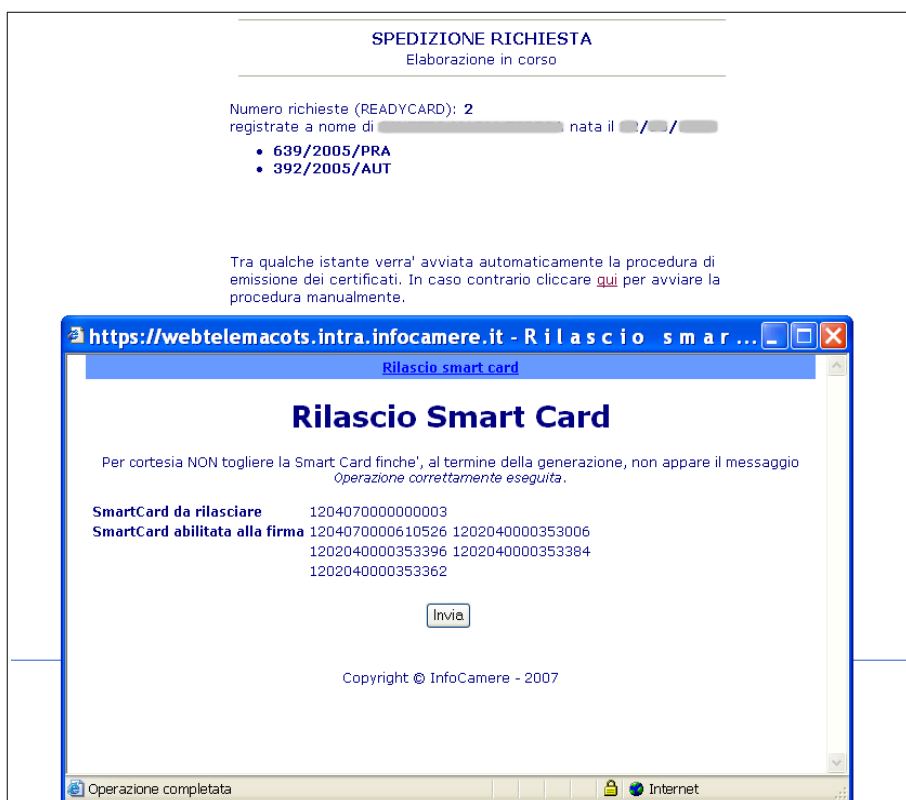 SPEDIZIONE RICHIESTA
Elaborazione in corso
Numero richieste (READYCARD): 2
registrate a nome di nata il / /
• 639/2005/PRA
• 392/2005/AUT
Tra qualche istante verra' avviata automaticamente la procedura di
emissione dei certificati. In caso contrario cliccare qui per avviare la
procedura manualmente.
https://webtelemacots.intra.infocamere.it - Rilascio smar...
Rilascio smart card
Rilascio Smart Card
Per cortesia NON togliere la Smart Card finche', al termine della generazione, non appare il messaggio
Operazione correttamente eseguita.
SmartCard da rilasciare 1204070000000003
SmartCard abilitata alla firma 1204070000610526 1202040000353006
1202040000353396 1202040000353384
1202040000353362
Invia
Copyright © InfoCamere - 2007
Operazione completata Internet